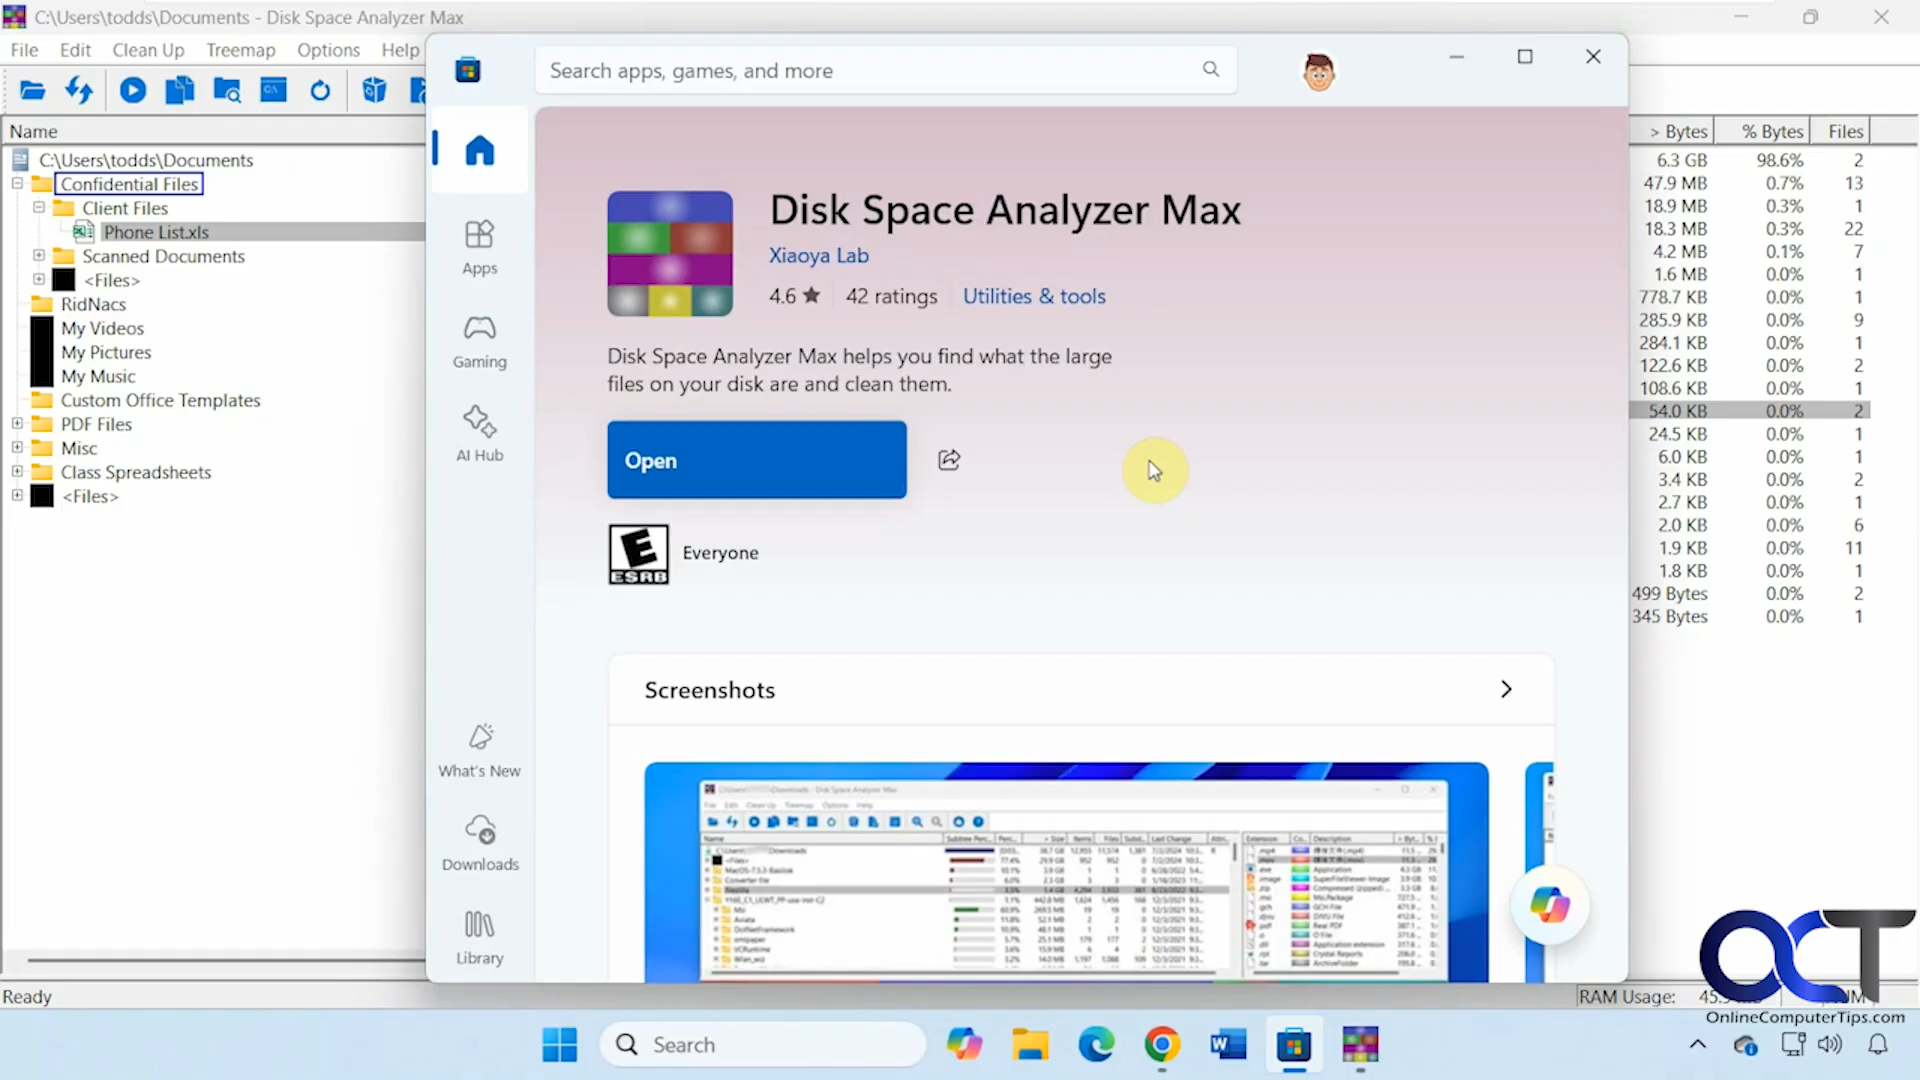 C:\Users\todds\Documents - Disk Space Analyzer Max
File Edit Clean Up Treemap Options Help
Name
C:\Users\todds\Documents
Confidential Files
Client Files
Phone List.xls
Scanned Documents
<Files>
RidNacs
My Videos
My Pictures
My Music
Custom Office Templates
PDF Files
Misc
Class Spreadsheets
<Files>
Ready
Search apps, games, and more
Apps
Gaming
AI Hub
What's New
Downloads
Library
Disk Space Analyzer Max
Xiaoya Lab
4.6 ★ 42 ratings Utilities & tools
Disk Space Analyzer Max helps you find what the large
files on your disk are and clean them.
Open
E
ESRB
Everyone
Screenshots
> Bytes % Bytes Files
6.3 GB 98.6% 2
47.9 MB 0.7% 13
18.9 MB 0.3% 1
18.3 MB 0.3% 22
4.2 MB 0.1% 7
1.6 MB 0.0% 1
778.7 KB 0.0% 1
285.9 KB 0.0% 9
284.1 KB 0.0% 1
122.6 KB 0.0% 2
108.6 KB 0.0% 1
54.0 KB 0.0% 2
24.5 KB 0.0% 1
6.0 KB 0.0% 1
3.4 KB 0.0% 2
2.7 KB 0.0% 1
2.0 KB 0.0% 6
1.9 KB 0.0% 11
1.8 KB 0.0% 1
499 Bytes 0.0% 2
345 Bytes 0.0% 1
RAM Usage:
OCT
OnlineComputerTips.com
Search